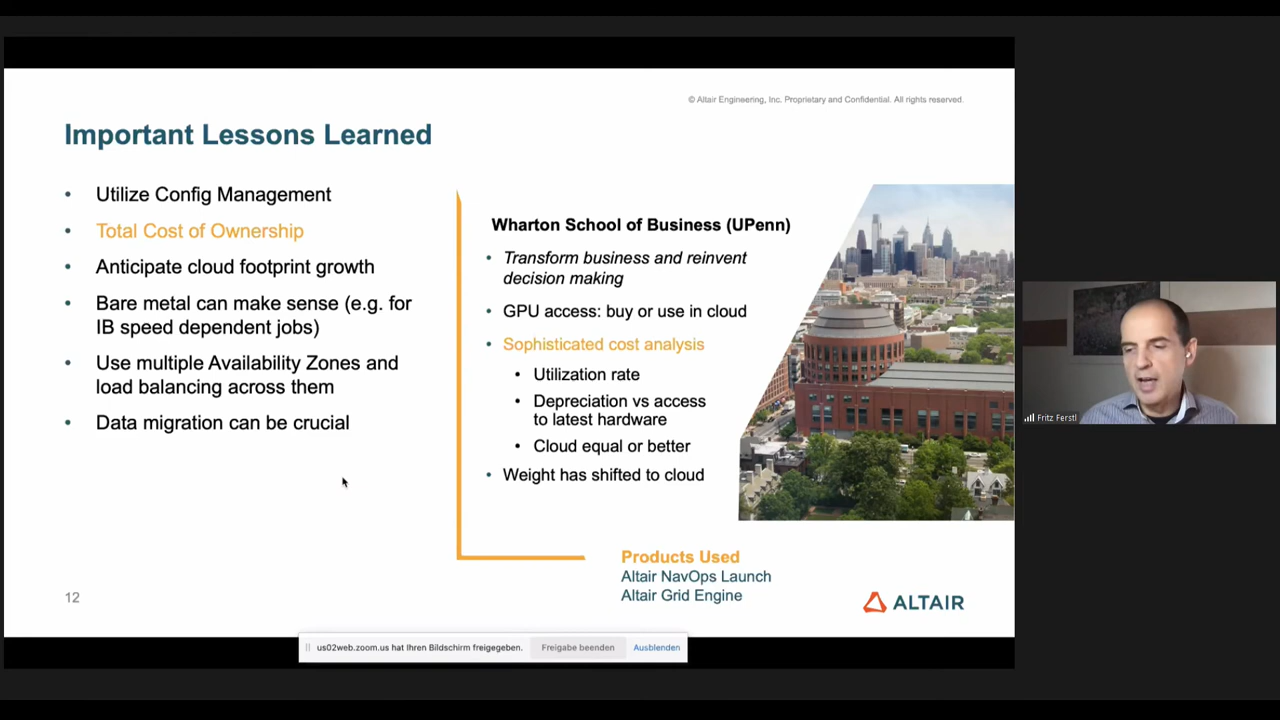 © Altair Engineering, Inc. Proprietary and Confidential. All rights reserved.
Important Lessons Learned
• Utilize Config Management
• Total Cost of Ownership
• Anticipate cloud footprint growth
• Bare metal can make sense (e.g. for
IB speed dependent jobs)
• Use multiple Availability Zones and
load balancing across them
• Data migration can be crucial
Wharton School of Business (UPenn)
• Transform business and reinvent
decision making
• GPU access: buy or use in cloud
• Sophisticated cost analysis
• Utilization rate
• Depreciation vs access
to latest hardware
• Cloud equal or better
• Weight has shifted to cloud
Products Used
Altair NavOps Launch
Altair Grid Engine
12
ALTAIR
us02web.zoom.us hat Ihren Bildschirm freigegeben.
Freigabe beenden
Ausblenden
Fritz Ferstl